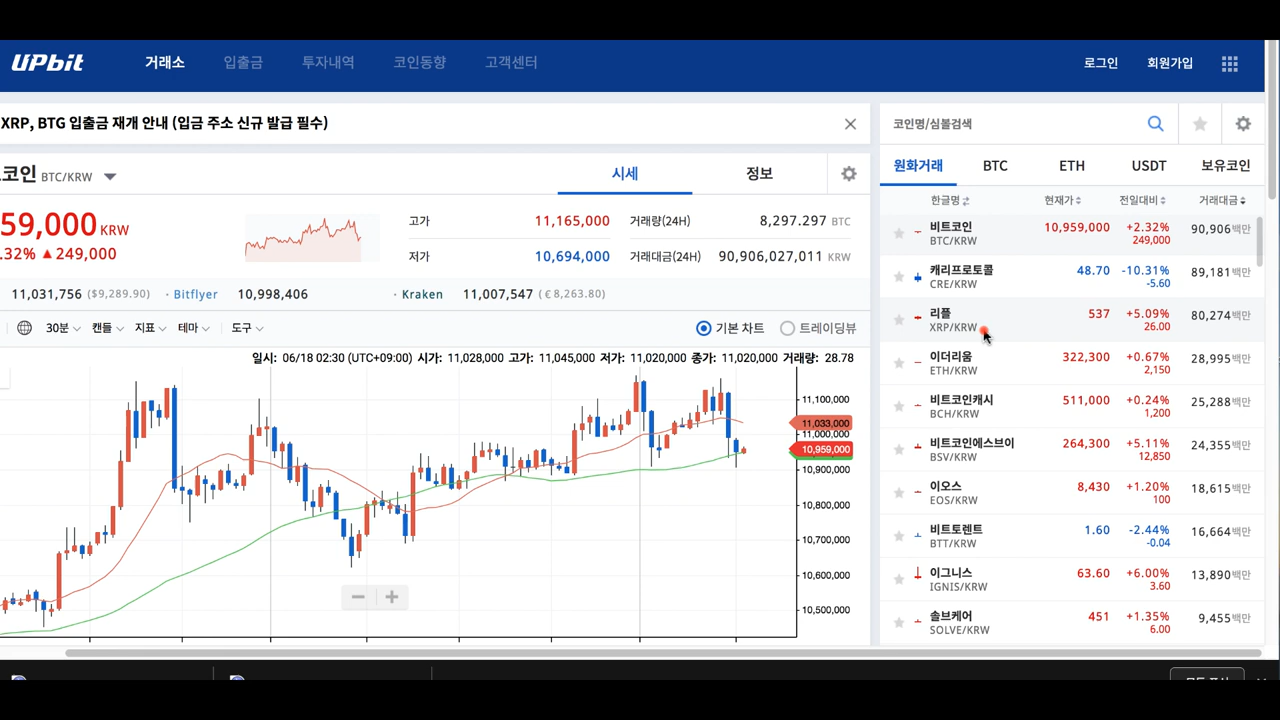 UPbit 거래소 입출금 투자내역 코인동향 고객센터 로그인 회원가입
XRP, BTG 입출금 재개 안내 (입금 주소 신규 발급 필수)
코인 BTC/KRW 시세 정보
59,000 KRW
.32% ▲ 249,000
고가 11,165,000 거래량(24H) 8,297.297 BTC
저가 10,694,000 거래대금(24H) 90,906,027,011 KRW
11,031,756 ($9,289.90) · Bitflyer 10,998,406 · Kraken 11,007,547 (€8,263.80)
30분 캔들 지표 테마 도구 기본 차트 트레이딩뷰
일시: 06/18 02:30 (UTC+09:00) 시가: 11,028,000 고가: 11,045,000 저가: 11,020,000 종가: 11,020,000 거래량: 28.78
11,100,000
11,033,000
11,000,000
10,959,000
10,900,000
10,800,000
10,700,000
10,600,000
10,500,000
− +
코인명/심볼검색
원화거래 BTC ETH USDT 보유코인
한글명 현재가 전일대비 거래대금
비트코인 10,959,000 +2.32% 90,906백만
BTC/KRW 249,000
캐리프로토콜 48.70 -10.31% 89,181백만
CRE/KRW -5.60
리플 537 +5.09% 80,274백만
XRP/KRW 26.00
이더리움 322,300 +0.67% 28,995백만
ETH/KRW 2,150
비트코인캐시 511,000 +0.24% 25,288백만
BCH/KRW 1,200
비트코인에스브이 264,300 +5.11% 24,355백만
BSV/KRW 12,850
이오스 8,430 +1.20% 18,615백만
EOS/KRW 100
비트토렌트 1.60 -2.44% 16,664백만
BTT/KRW -0.04
이그니스 63.60 +6.00% 13,890백만
IGNIS/KRW 3.60
솔브케어 451 +1.35% 9,455백만
SOLVE/KRW 6.00